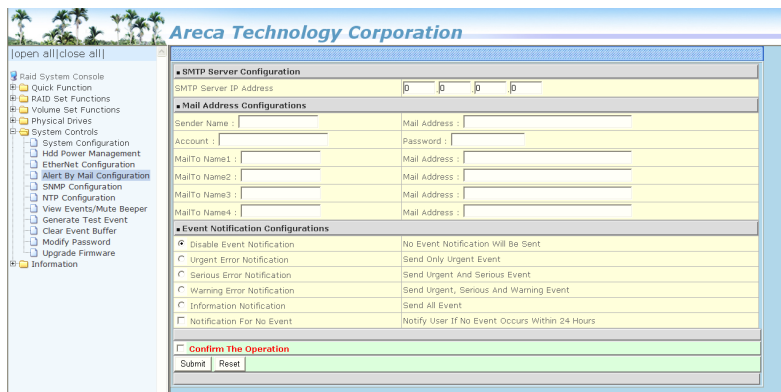 Areca Technology Corporation
|open all|close all|
Raid System Console
Quick Function
RAID Set Functions
Volume Set Functions
Physical Drives
System Controls
System Configuration
Hdd Power Management
EtherNet Configuration
Alert By Mail Configuration
SNMP Configuration
NTP Configuration
View Events/Mute Beeper
Generate Test Event
Clear Event Buffer
Modify Password
Upgrade Firmware
Information
SMTP Server Configuration
SMTP Server IP Address 0 .0 .0 .0
Mail Address Configurations
Sender Name : Mail Address :
Account : Password :
MailTo Name1 : Mail Address :
MailTo Name2 : Mail Address :
MailTo Name3 : Mail Address :
MailTo Name4 : Mail Address :
Event Notification Configurations
Disable Event Notification No Event Notification Will Be Sent
Urgent Error Notification Send Only Urgent Event
Serious Error Notification Send Urgent And Serious Event
Warning Error Notification Send Urgent, Serious And Warning Event
Information Notification Send All Event
Notification For No Event Notify User If No Event Occurs Within 24 Hours
Confirm The Operation
Submit Reset